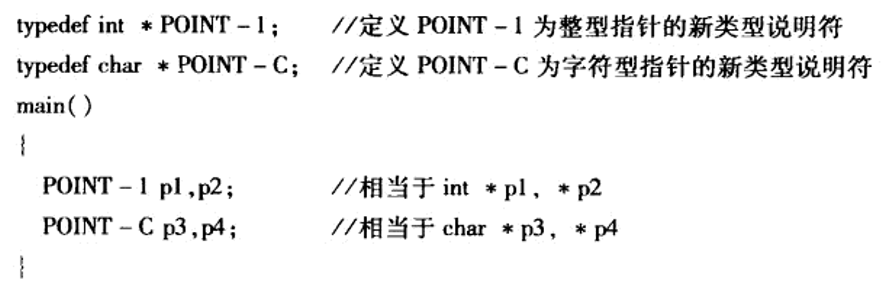 typedef int * POINT - 1;    //定义 POINT - 1 为整型指针的新类型说明符
typedef char * POINT - C;    //定义 POINT - C 为字符型指针的新类型说明符
main( )
{
POINT - 1 p1,p2;    //相当于 int * p1, * p2
POINT - C p3,p4;    //相当于 char * p3, * p4
}